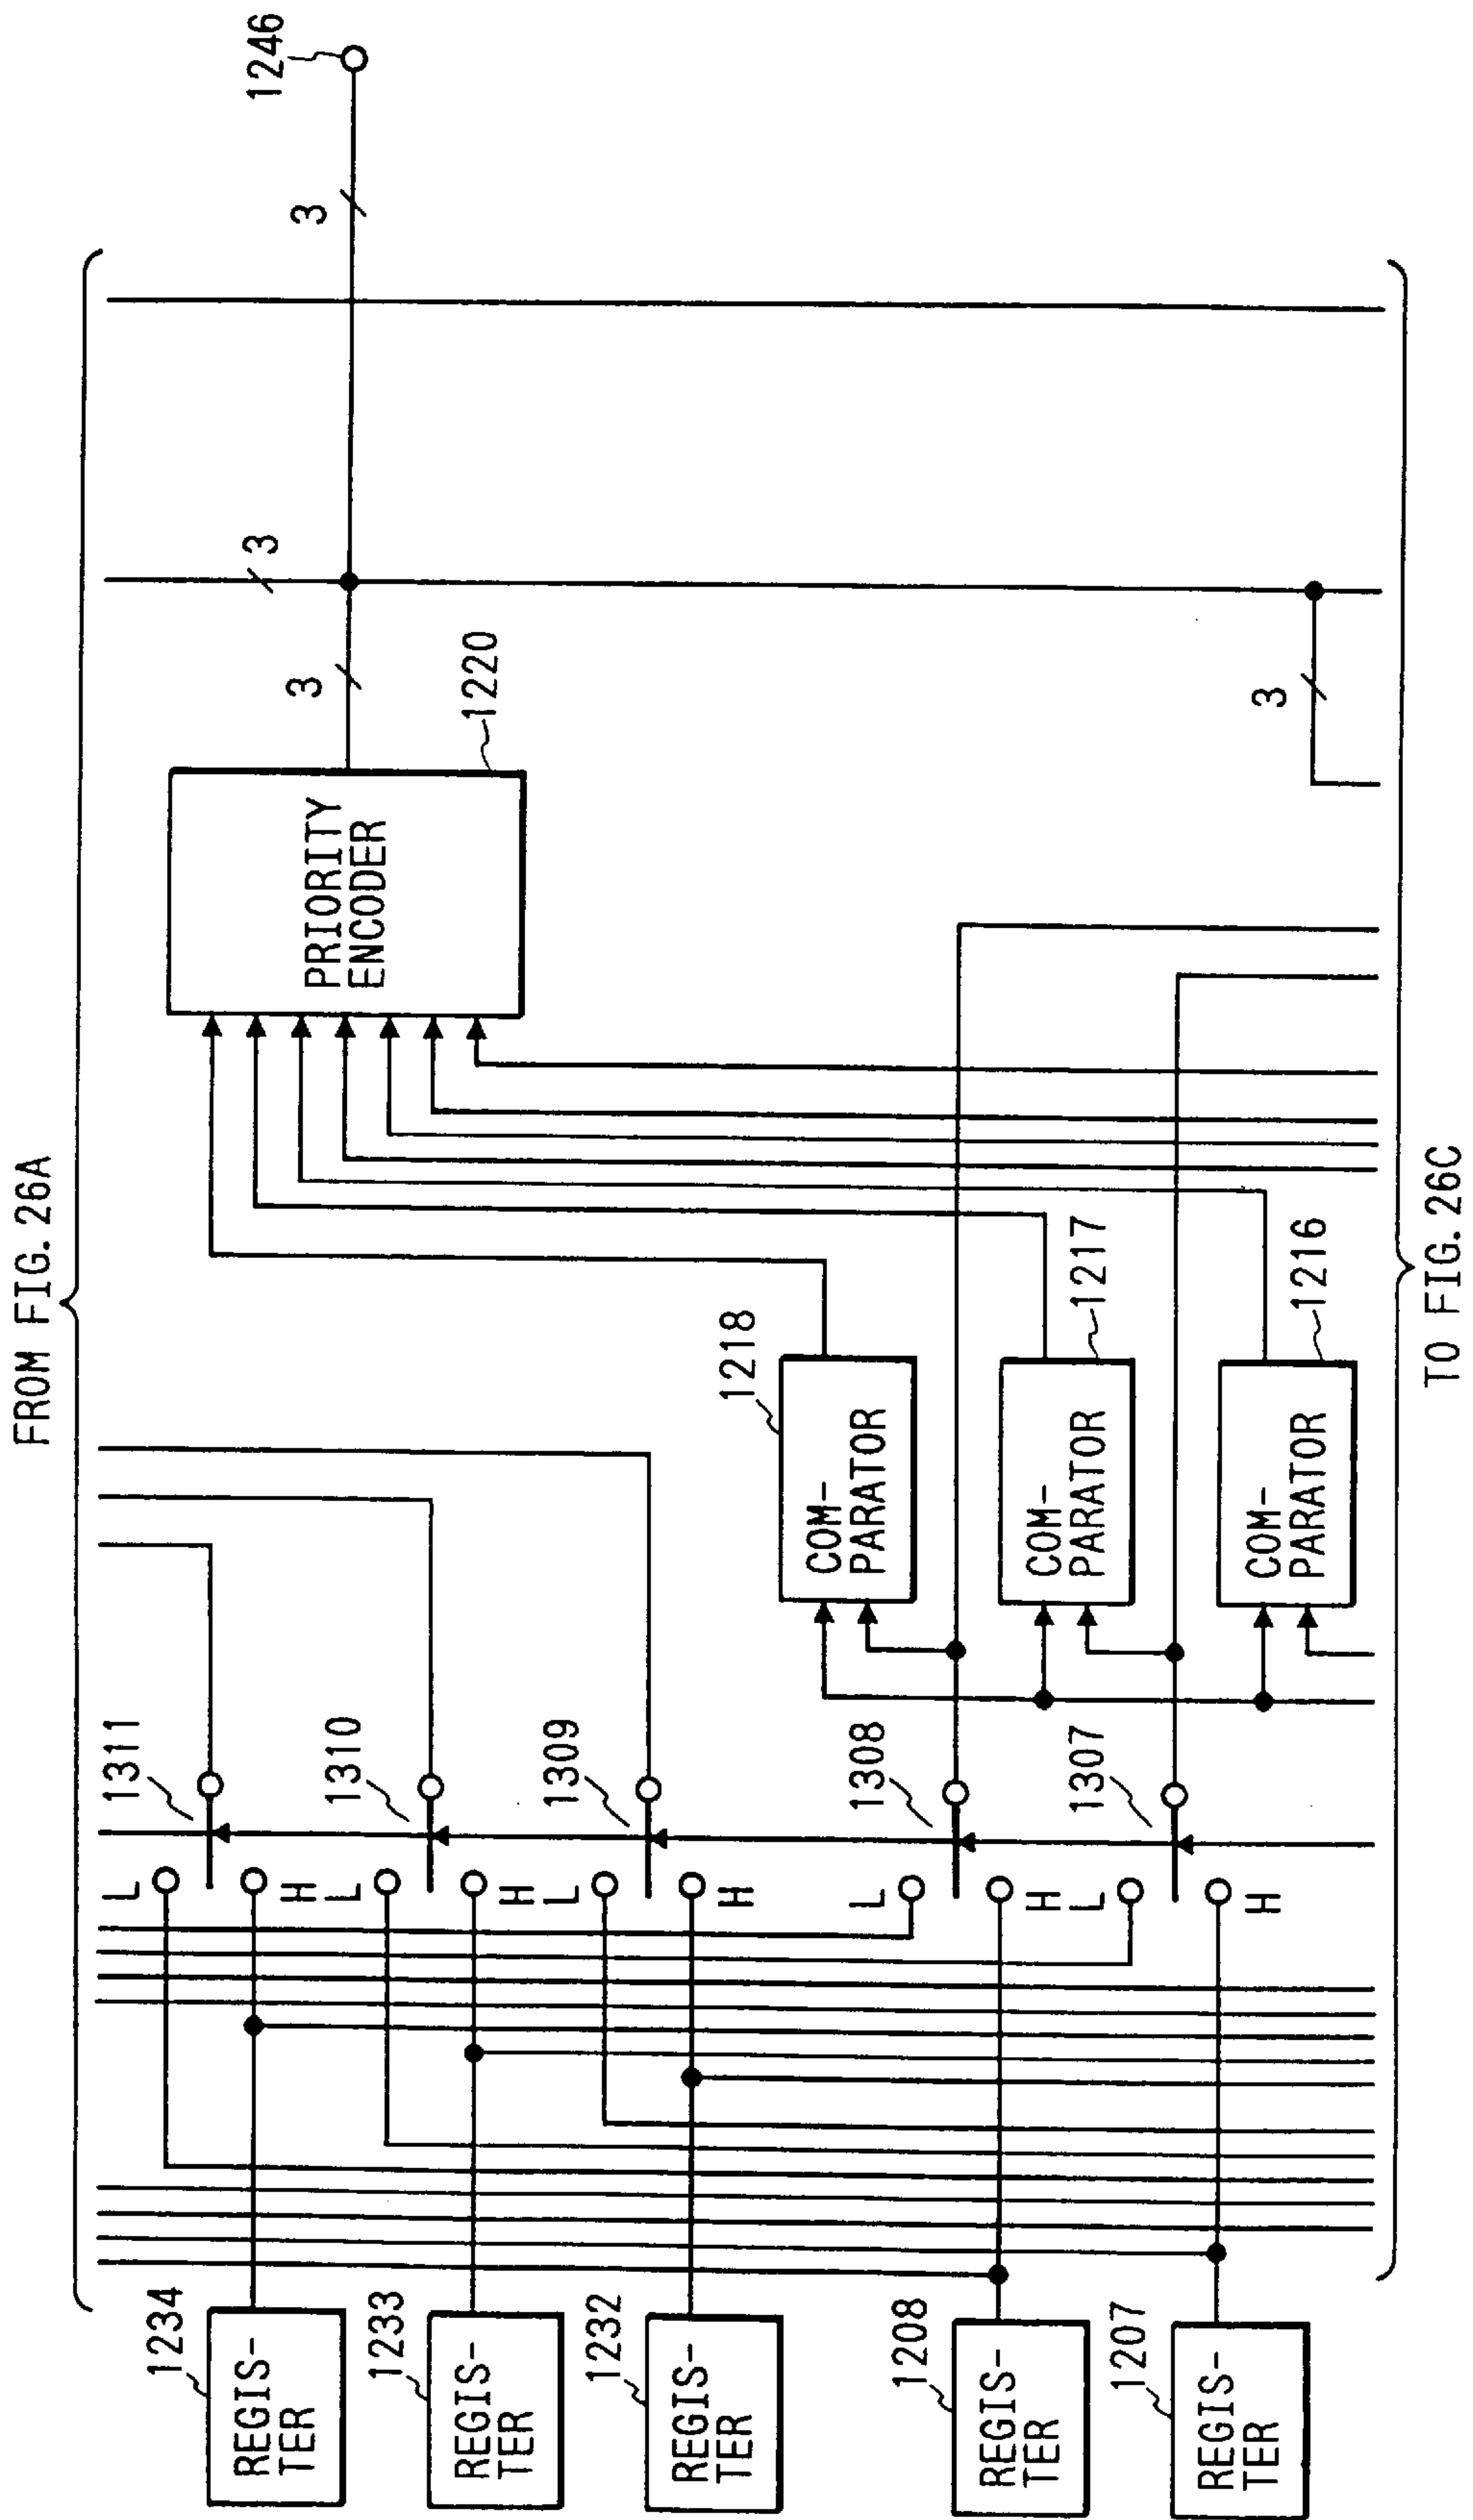 FROM FIG. 26A
1246
3
3
3
1220
PRIORITY
ENCODER
1311
L
H
1310
L
H
1309
L
H
1308
L
H
1307
L
H
1218
COM-
PARATOR
1217
COM-
PARATOR
1216
COM-
PARATOR
3
1234
REGIS-
TER
1233
REGIS-
TER
1232
REGIS-
TER
1208
REGIS-
TER
1207
REGIS-
TER
TO FIG. 26C